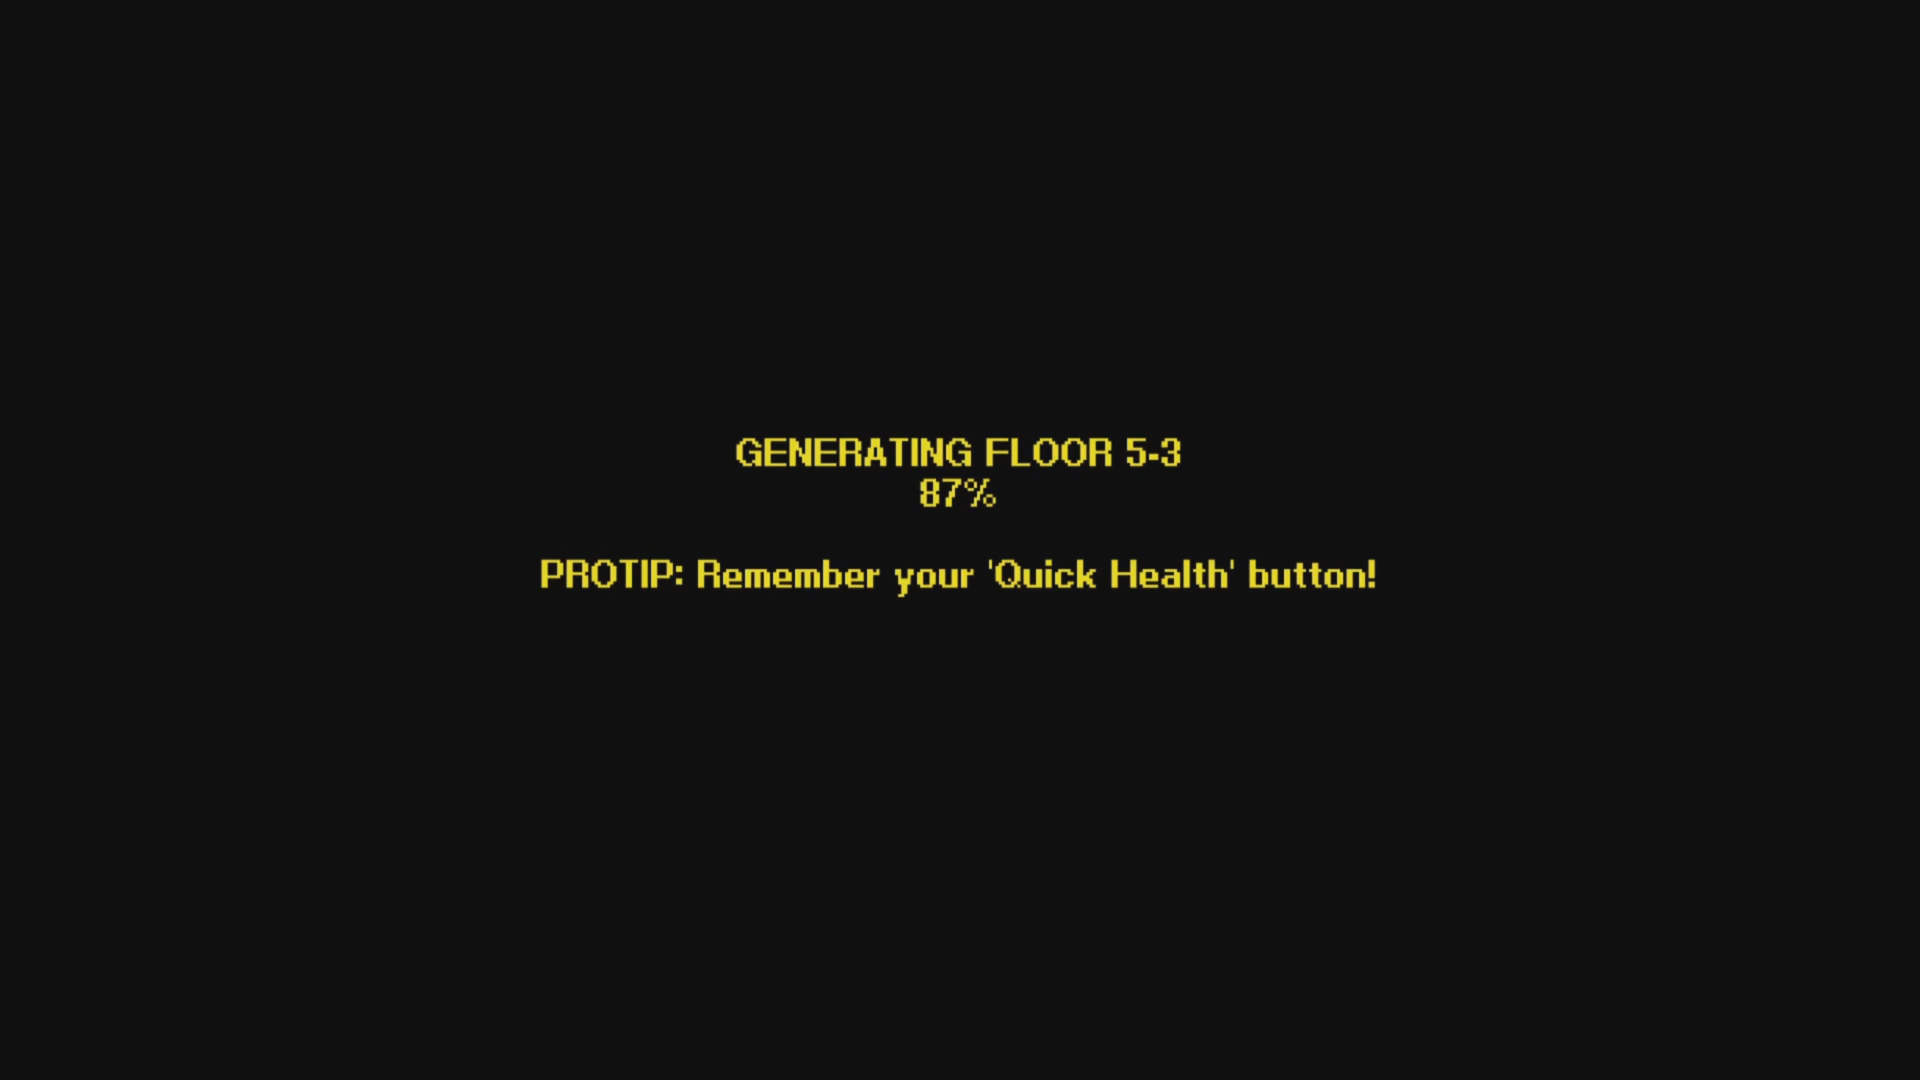 GENERATING FLOOR 5-3
87%
PROTIP: Remember your 'Quick Health' button!